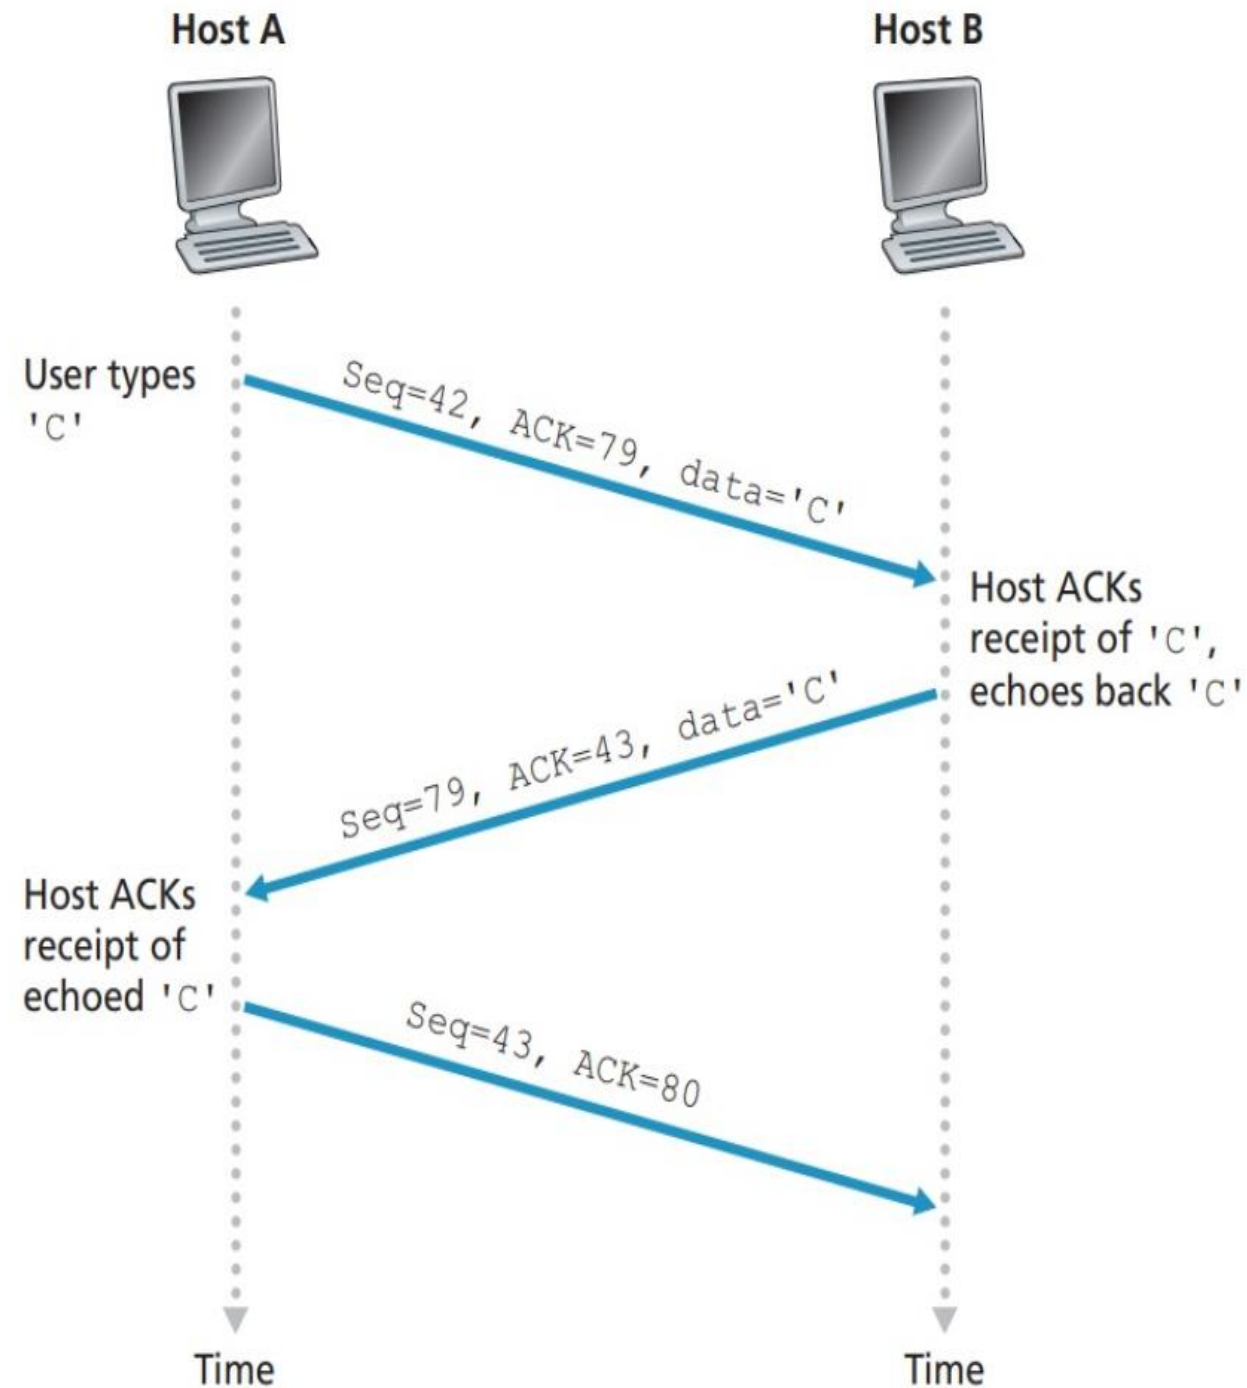 Host A
Host B
User types
'C'
Seq=42, ACK=79, data='C'
Host ACKs
receipt of 'C',
echoes back 'C'
Seq=79, ACK=43, data='C'
Host ACKs
receipt of
echoed 'C'
Seq=43, ACK=80
Time
Time